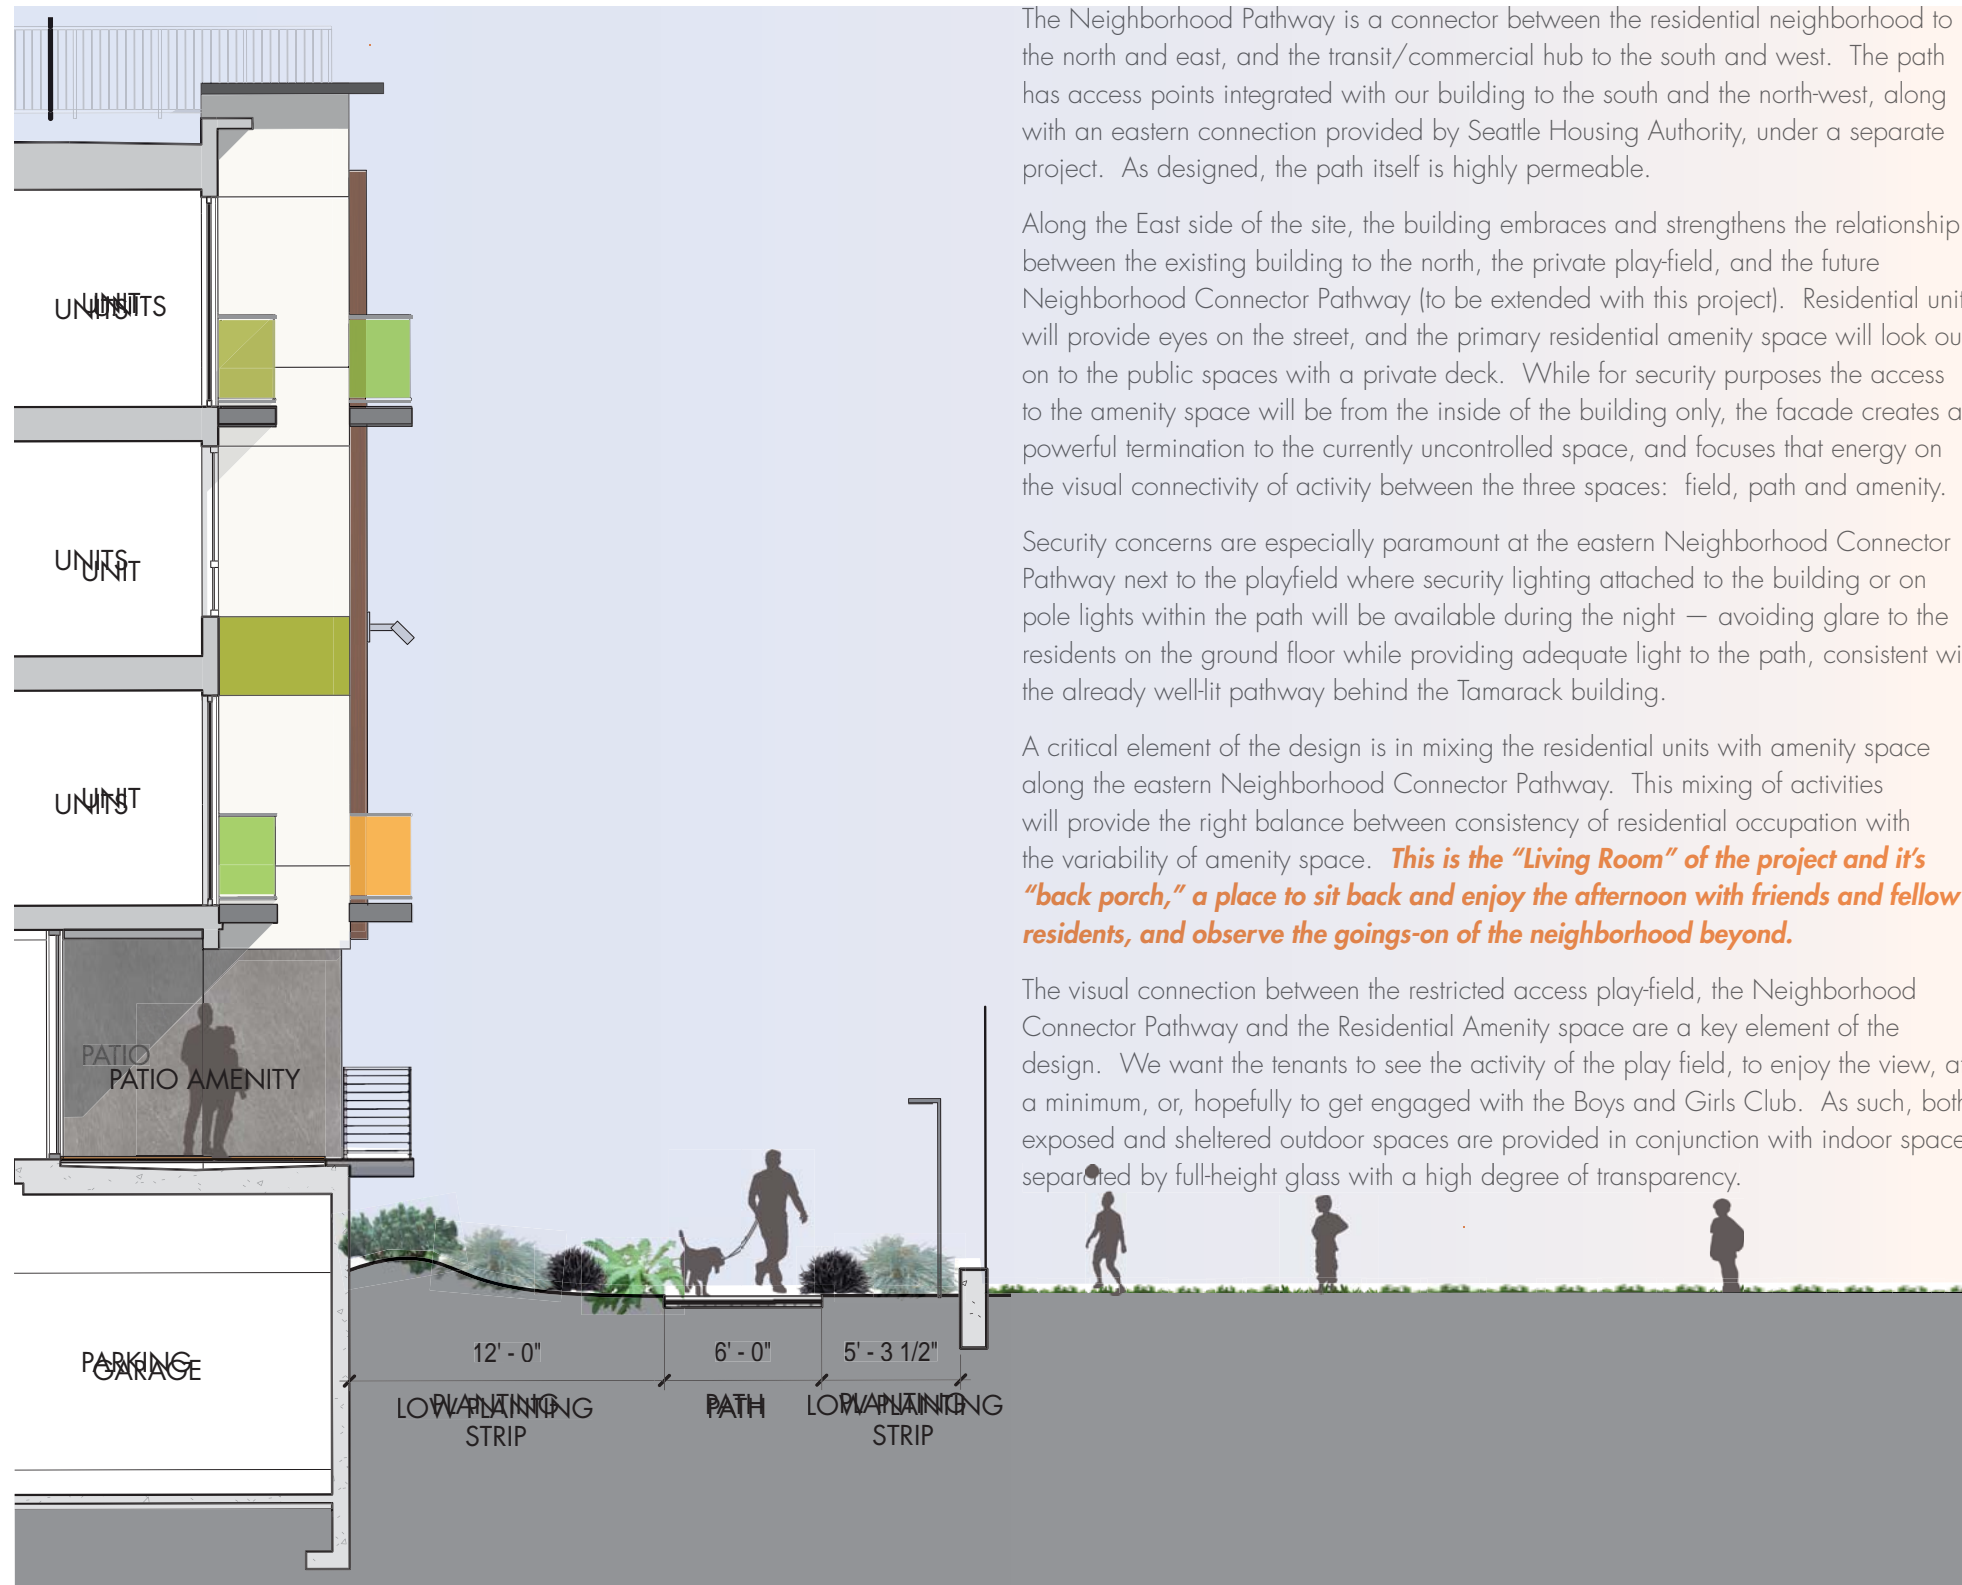 The Neighborhood Pathway is a connector between the residential neighborhood to
the north and east, and the transit/commercial hub to the south and west. The path
has access points integrated with our building to the south and the north-west, along
with an eastern connection provided by Seattle Housing Authority, under a separate
project. As designed, the path itself is highly permeable.
Along the East side of the site, the building embraces and strengthens the relationship
between the existing building to the north, the private play-field, and the future
Neighborhood Connector Pathway (to be extended with this project). Residential unit
will provide eyes on the street, and the primary residential amenity space will look ou
on to the public spaces with a private deck. While for security purposes the access
to the amenity space will be from the inside of the building only, the facade creates a
powerful termination to the currently uncontrolled space, and focuses that energy on
the visual connectivity of activity between the three spaces: field, path and amenity.
Security concerns are especially paramount at the eastern Neighborhood Connector
Pathway next to the playfield where security lighting attached to the building or on
pole lights within the path will be available during the night — avoiding glare to the
residents on the ground floor while providing adequate light to the path, consistent wi
the already well-lit pathway behind the Tamarack building.
A critical element of the design is in mixing the residential units with amenity space
along the eastern Neighborhood Connector Pathway. This mixing of activities
will provide the right balance between consistency of residential occupation with
the variability of amenity space. This is the “Living Room” of the project and it’s
“back porch,” a place to sit back and enjoy the afternoon with friends and fellow
residents, and observe the goings-on of the neighborhood beyond.
The visual connection between the restricted access play-field, the Neighborhood
Connector Pathway and the Residential Amenity space are a key element of the
design. We want the tenants to see the activity of the play field, to enjoy the view, at
a minimum, or, hopefully to get engaged with the Boys and Girls Club. As such, both
exposed and sheltered outdoor spaces are provided in conjunction with indoor space
separated by full-height glass with a high degree of transparency.
UNITS UNIT UNITS
UNITS
UNIT
UNIT
UNITS
PATIO
PATIO AMENITY
PARKING
GARAGE
12' - 0"
6' - 0"
5' - 3 1/2"
PLANTING
LOW PLANTING
STRIP
PATH
PATH
PLANTING
LOW PLANTING
STRIP